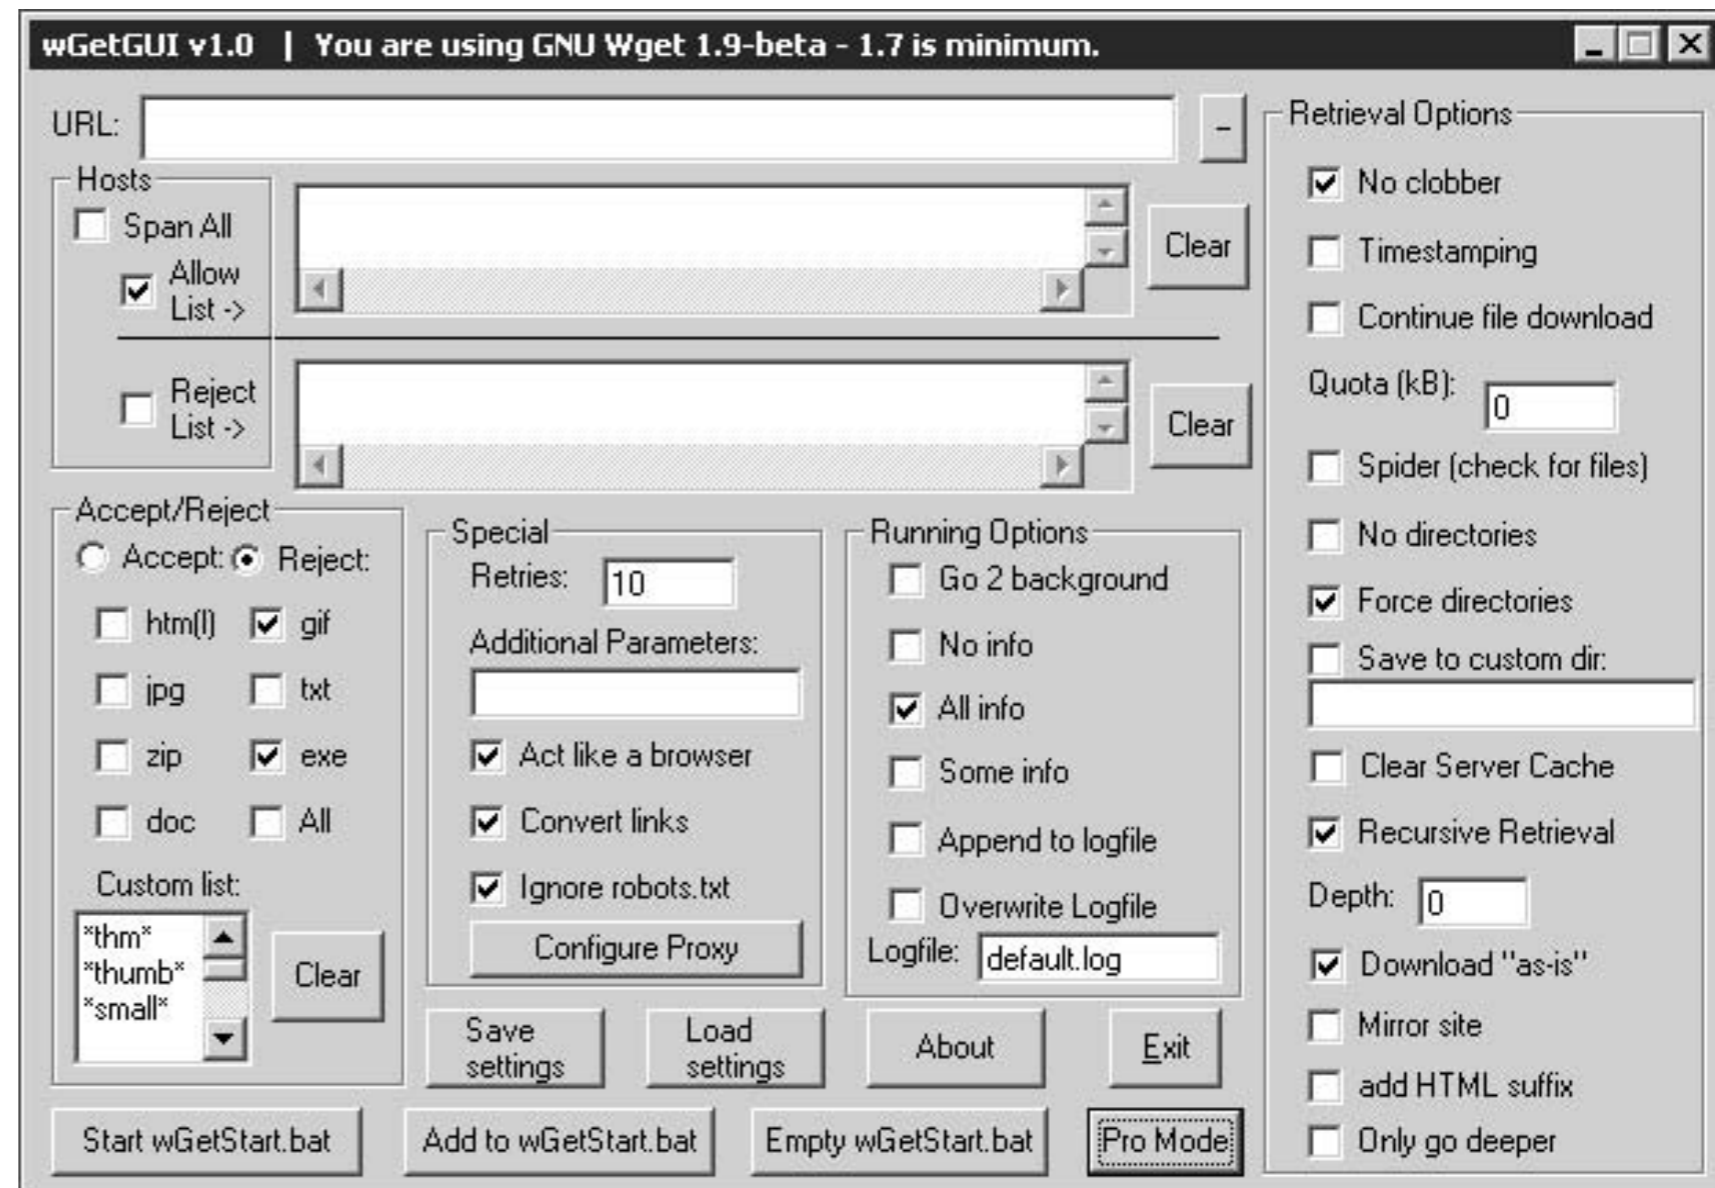 wGetGUI v1.0 | You are using GNU Wget 1.9-beta - 1.7 is minimum.
URL:
-
Hosts
Span All
Allow
List ->
Clear
Reject
List ->
Clear
Accept/Reject
Accept: Reject:
htm(l) gif
jpg txt
zip exe
doc All
Custom list:
*thm*
*thumb*
*small*
Clear
Special
Retries: 10
Additional Parameters:
Act like a browser
Convert links
Ignore robots.txt
Configure Proxy
Running Options
Go 2 background
No info
All info
Some info
Append to logfile
Overwrite Logfile
Logfile: default.log
Retrieval Options
No clobber
Timestamping
Continue file download
Quota (kB): 0
Spider (check for files)
No directories
Force directories
Save to custom dir:
Clear Server Cache
Recursive Retrieval
Depth: 0
Download "as-is"
Mirror site
add HTML suffix
Only go deeper
Save
settings
Load
settings
About
Exit
Start wGetStart.bat
Add to wGetStart.bat
Empty wGetStart.bat
Pro Mode